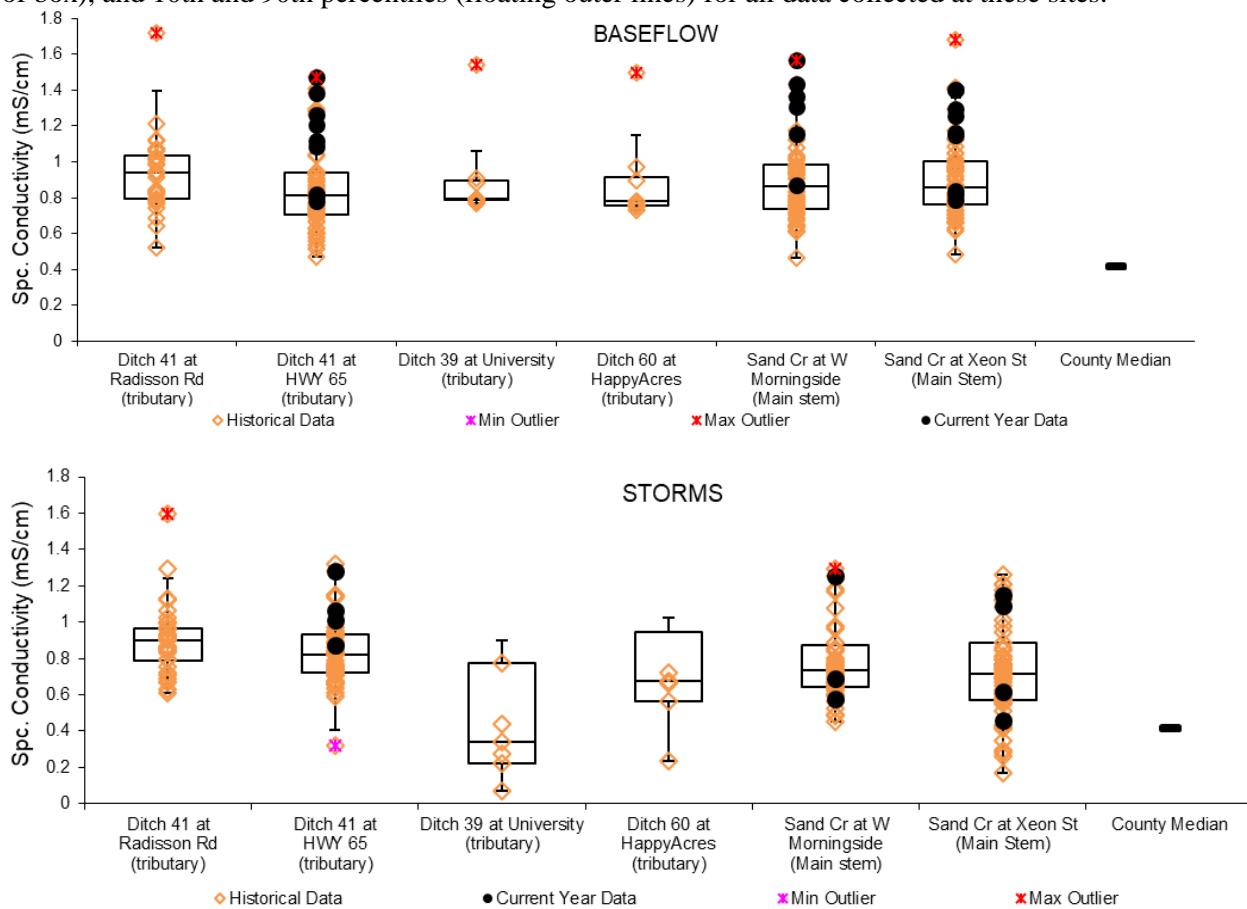 of box), and 10th and 90th percentiles (floating outer lines) for all data collected at these sites.
BASEFLOW
Spc. Conductivity (mS/cm)
1.8
1.6
1.4
1.2
1
0.8
0.6
0.4
0.2
0
Ditch 41 at
Radisson Rd
(tributary)
Ditch 41 at
HWY 65
(tributary)
Ditch 39 at University
(tributary)
Ditch 60 at
HappyAcres
(tributary)
Sand Cr at W
Morningside
(Main stem)
Sand Cr at Xeon St
(Main Stem)
County Median
Historical Data
Min Outlier
Max Outlier
Current Year Data
STORMS
Spc. Conductivity (mS/cm)
1.8
1.6
1.4
1.2
1
0.8
0.6
0.4
0.2
0
Ditch 41 at
Radisson Rd
(tributary)
Ditch 41 at
HWY 65
(tributary)
Ditch 39 at University
(tributary)
Ditch 60 at
HappyAcres
(tributary)
Sand Cr at W
Morningside
(Main stem)
Sand Cr at Xeon St
(Main Stem)
County Median
Historical Data
Current Year Data
Min Outlier
Max Outlier